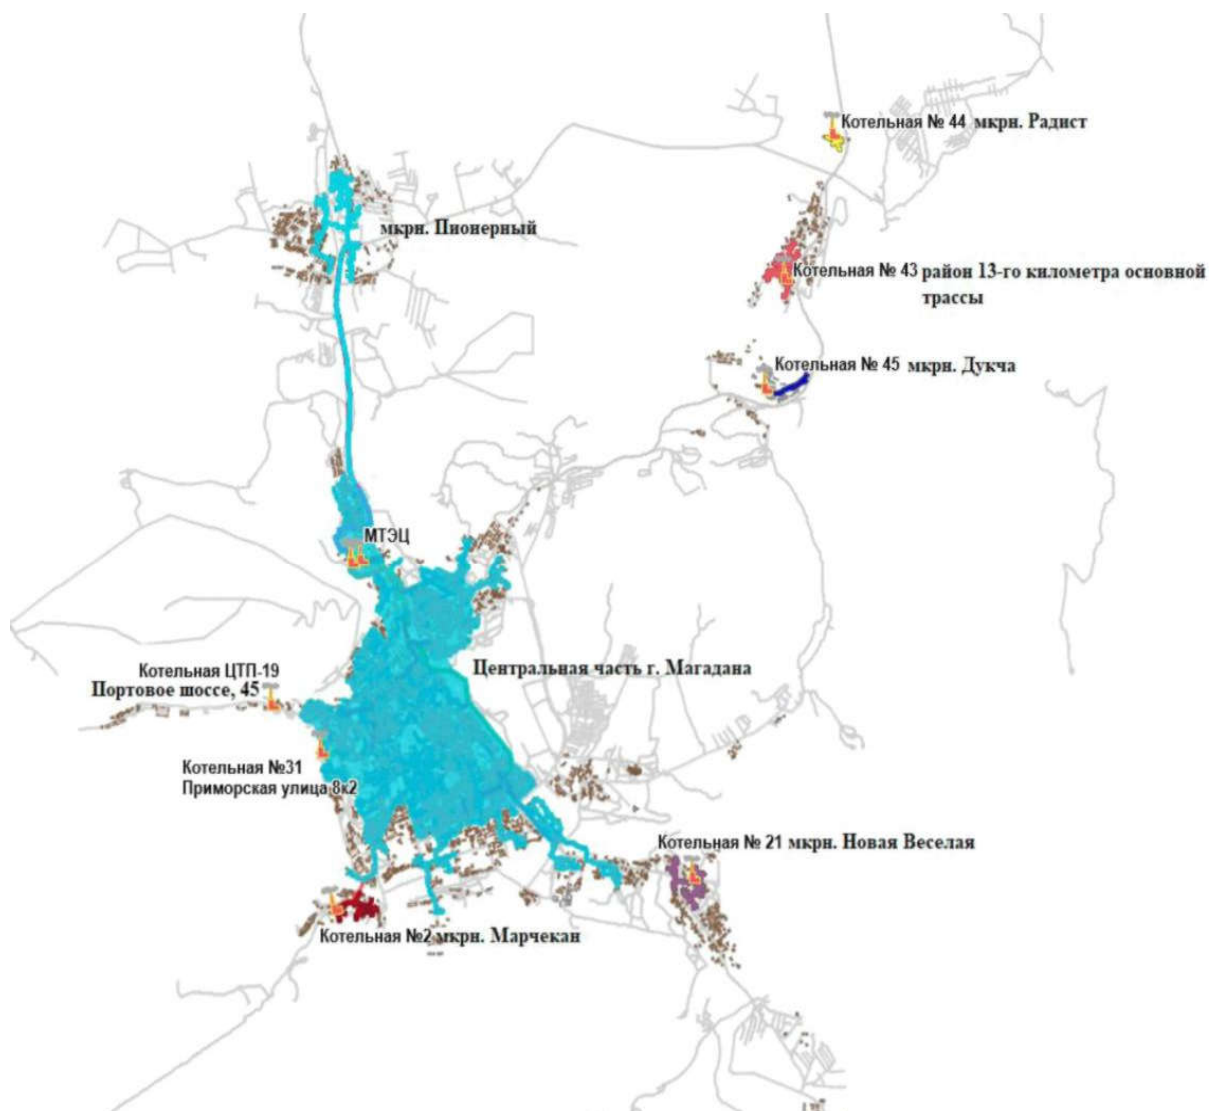 Котельная № 44 мкрн. Радист
мкрн. Пионерный
Котельная № 43 район 13-го километра основной
трассы
Котельная № 45 мкрн. Дукча
МТЭЦ
Котельная ЦТП-19
Портовое шоссе, 45
Центральная часть г. Магадана
Котельная №31
Приморская улица 8к2
Котельная № 21 мкрн. Новая Веселая
Котельная №2 мкрн. Марчекан